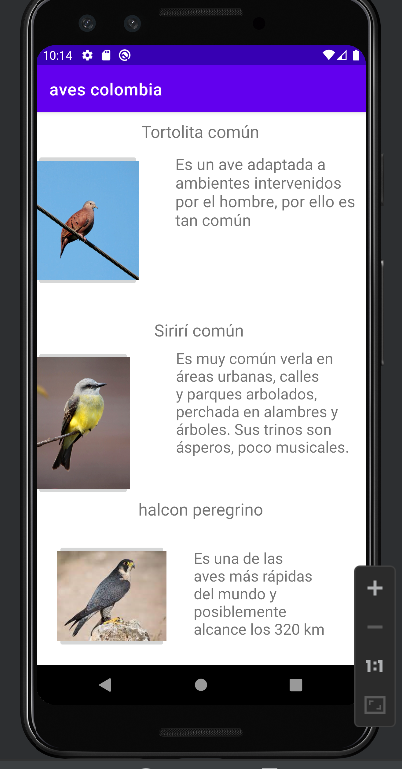 10:14
aves colombia
Tortolita común
Es un ave adaptada a
ambientes intervenidos
por el hombre, por ello es
tan común
Sirirí común
Es muy común verla en
áreas urbanas, calles
y parques arbolados,
perchada en alambres y
árboles. Sus trinos son
ásperos, poco musicales.
halcon peregrino
Es una de las
aves más rápidas
del mundo y
posiblemente
alcance los 320 km
1:1